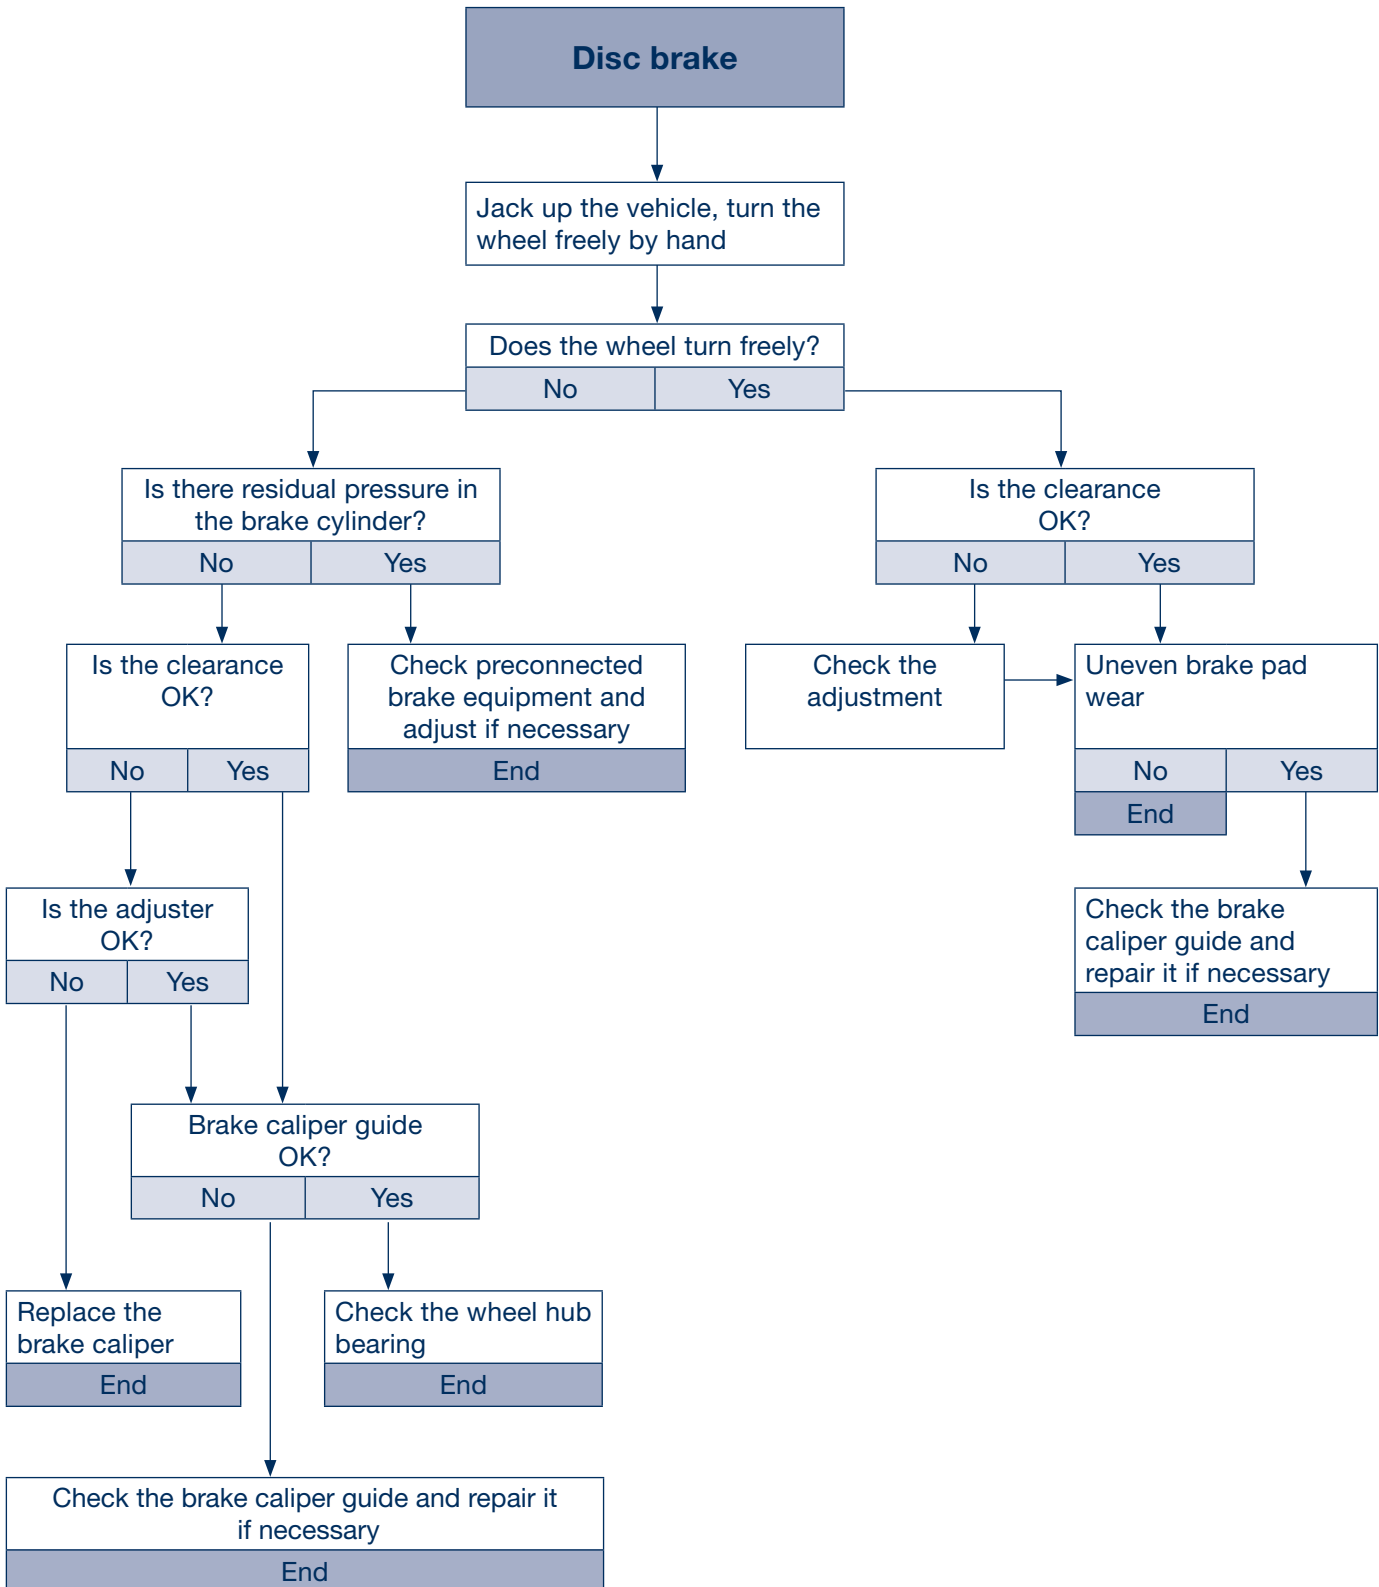 Disc brake
Jack up the vehicle, turn the
wheel freely by hand
Does the wheel turn freely?
No
Yes
Is there residual pressure in
the brake cylinder?
No
Yes
Is the clearance
OK?
No
Yes
Is the clearance
OK?
No
Yes
Check preconnected
brake equipment and
adjust if necessary
End
Check the
adjustment
Uneven brake pad
wear
No
Yes
End
Is the adjuster
OK?
No
Yes
Check the brake
caliper guide and
repair it if necessary
End
Brake caliper guide
OK?
No
Yes
Replace the
brake caliper
End
Check the wheel hub
bearing
End
Check the brake caliper guide and repair it
if necessary
End